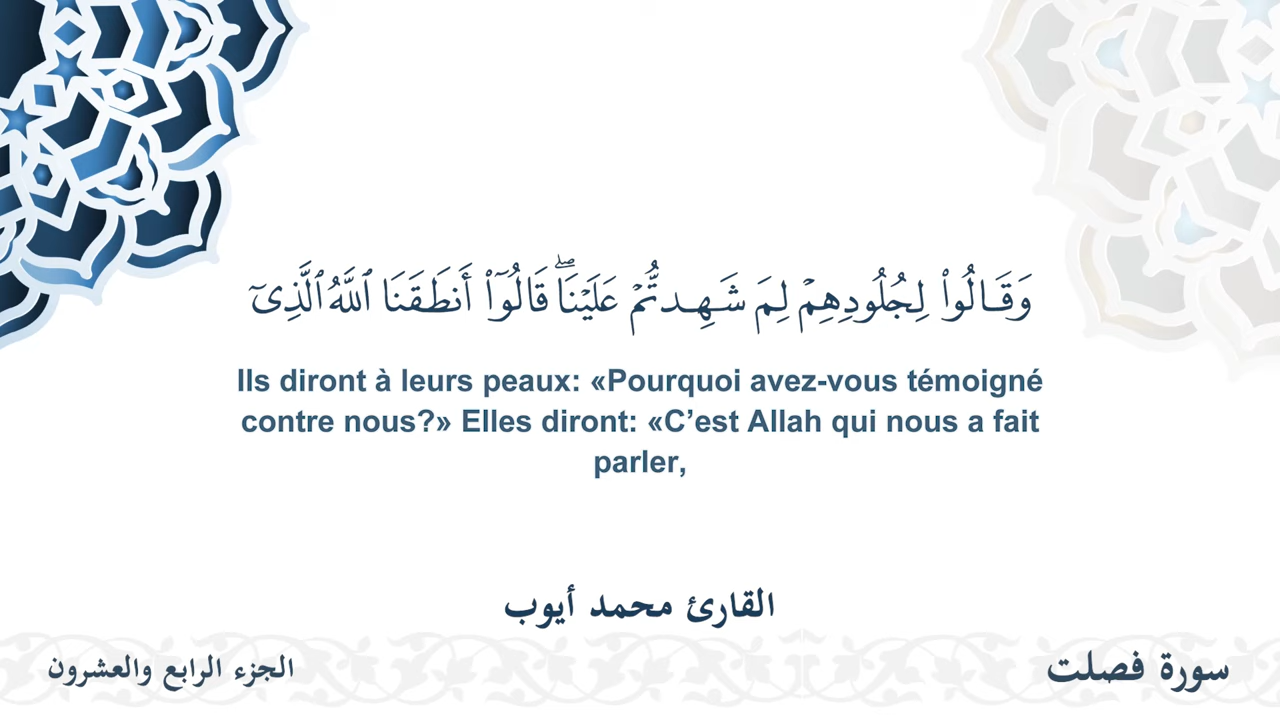 وَقَالُوا۟ لِجُلُودِهِمْ لِمَ شَهِدتُّمْ عَلَيْنَا ۖ قَالُوٓا۟ أَنطَقَنَا ٱللَّهُ ٱلَّذِىٓ
Ils diront à leurs peaux: «Pourquoi avez-vous témoigné
contre nous?» Elles diront: «C’est Allah qui nous a fait
parler,
القارئ محمد أيوب
سورة فصلت
الجزء الرابع والعشرون